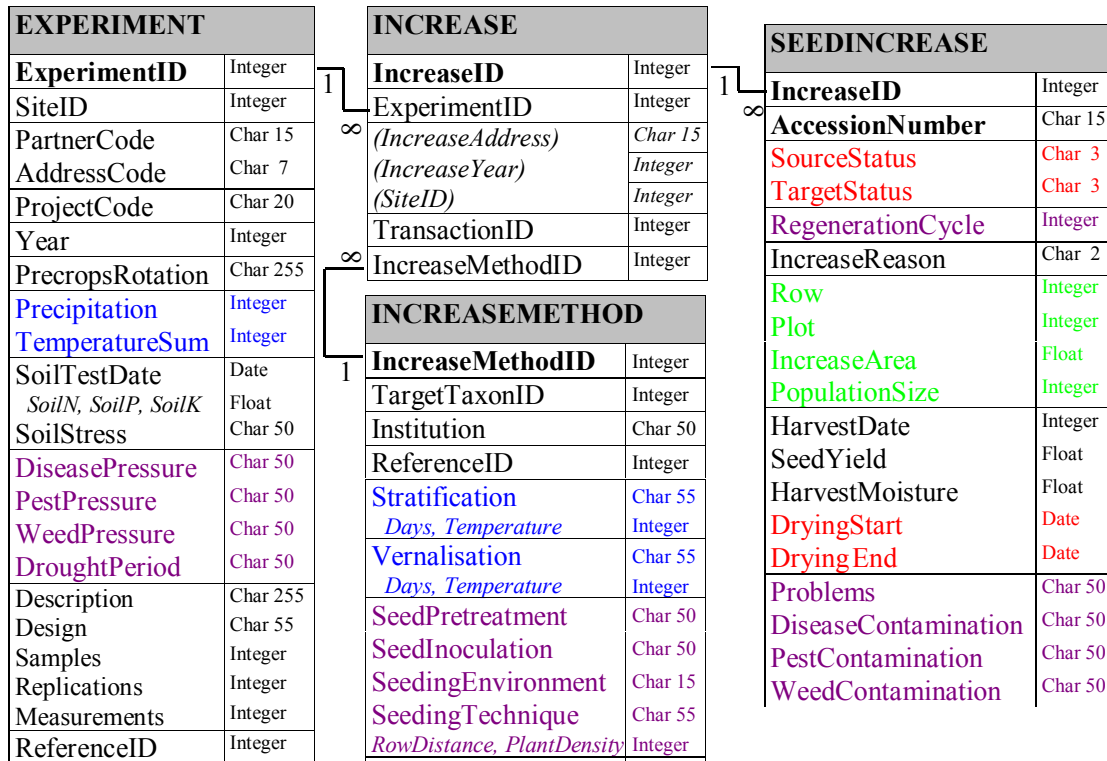 EXPERIMENT
ExperimentID Integer
SiteID Integer
PartnerCode Char 15
AddressCode Char 7
ProjectCode Char 20
Year Integer
PrecropsRotation Char 255
Precipitation Integer
TemperatureSum Integer
SoilTestDate Date
SoilN, SoilP, SoilK Float
SoilStress Char 50
DiseasePressure Char 50
PestPressure Char 50
WeedPressure Char 50
DroughtPeriod Char 50
Description Char 255
Design Char 55
Samples Integer
Replications Integer
Measurements Integer
ReferenceID Integer
1
∞
INCREASE
IncreaseID Integer
ExperimentID Integer
(IncreaseAddress) Char 15
(IncreaseYear) Integer
(SiteID) Integer
TransactionID Integer
IncreaseMethodID Integer
∞
1
INCREASEMETHOD
IncreaseMethodID Integer
TargetTaxonID Integer
Institution Char 50
ReferenceID Integer
Stratification Char 55
Days, Temperature Integer
Vernalisation Char 55
Days, Temperature Integer
SeedPretreatment Char 50
SeedInoculation Char 50
SeedingEnvironment Char 15
SeedingTechnique Char 55
RowDistance, PlantDensity Integer
1
∞
SEEDINCREASE
IncreaseID Integer
AccessionNumber Char 15
SourceStatus Char 3
TargetStatus Char 3
RegenerationCycle Integer
IncreaseReason Char 2
Row Integer
Plot Integer
IncreaseArea Float
PopulationSize Integer
HarvestDate Integer
SeedYield Float
HarvestMoisture Float
DryingStart Date
Drying End Date
Problems Char 50
DiseaseContamination Char 50
PestContamination Char 50
WeedContamination Char 50